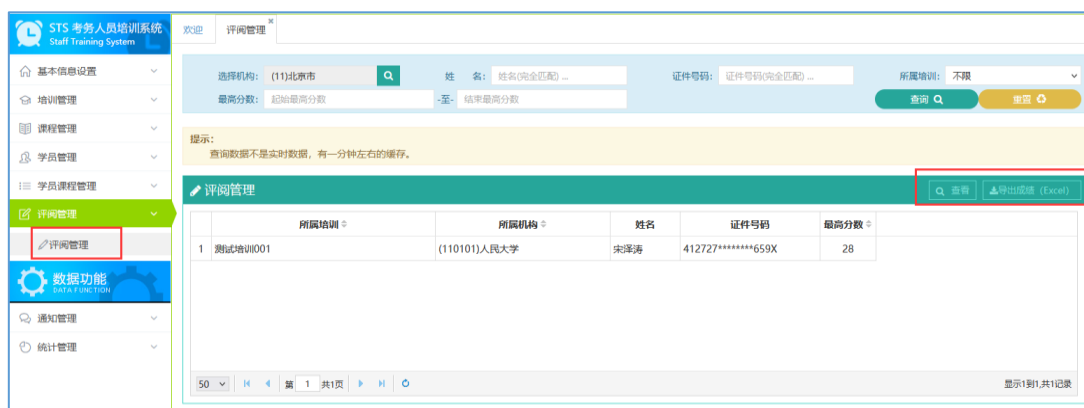 STS 考务人员培训系统
Staff Training System
欢迎 评阅管理
基本信息设置
培训管理
课程管理
学员管理
学员课程管理
评阅管理
评阅管理
数据功能
DATA FUNCTION
通知管理
统计管理
选择机构: (11)北京市 姓 名: 姓名(完全匹配) ... 证件号码: 证件号码(完全匹配) ... 所属培训: 不限
最高分数: 起始最高分数 -至- 结束最高分数 查询 重置
提示:
查询数据不是实时数据，有一分钟左右的缓存。
评阅管理 查看 导出成绩 (Excel)
所属培训 所属机构 姓名 证件号码 最高分数
1 测试培训001 (110101)人民大学 宋泽涛 412727********659X 28
50 第 1 共1页 显示1到1,共1记录